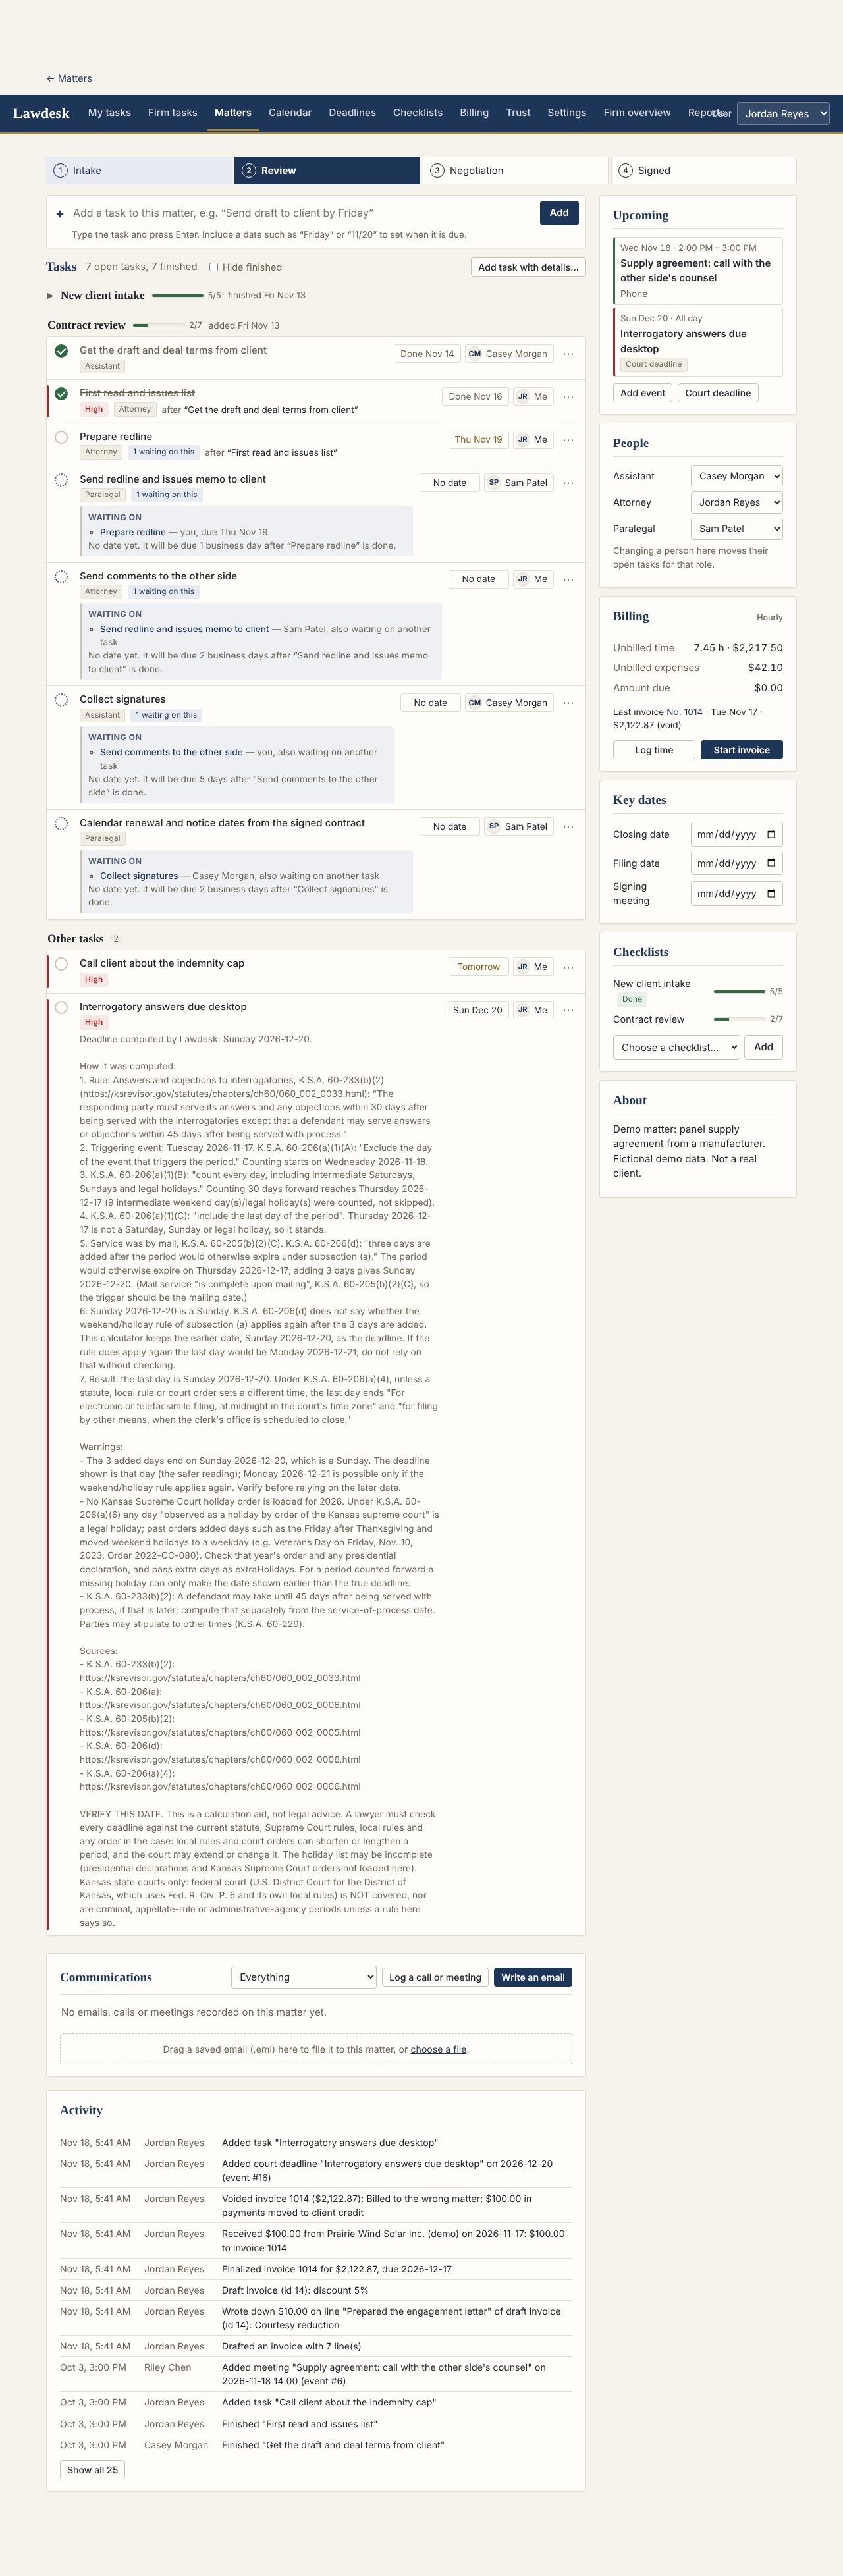 ← Matters
Lawdesk My tasks Firm tasks Matters Calendar Deadlines Checklists Billing Trust Settings Firm overview Reports Jordan Reyes
1 Intake
2 Review
3 Negotiation
4 Signed
+ Add a task to this matter, e.g. “Send draft to client by Friday” Add
Type the task and press Enter. Include a date such as “Friday” or “11/20” to set when it is due.
Tasks 7 open tasks, 7 finished Hide finished Add task with details...
▶ New client intake 5/5 finished Fri Nov 13
Contract review 2/7 added Fri Nov 13
Get the draft and deal terms from client Done Nov 14 CM Casey Morgan ...
Assistant
First read and issues list Done Nov 16 JR Me ...
High Attorney after “Get the draft and deal terms from client”
Prepare redline Thu Nov 19 JR Me ...
Attorney 1 waiting on this after “First read and issues list”
Send redline and issues memo to client No date SP Sam Patel ...
Paralegal 1 waiting on this
WAITING ON
Prepare redline — you, due Thu Nov 19
No date yet. It will be due 1 business day after “Prepare redline” is done.
Send comments to the other side No date JR Me ...
Attorney 1 waiting on this
WAITING ON
Send redline and issues memo to client — Sam Patel, also waiting on another
task
No date yet. It will be due 2 business days after “Send redline and issues memo
to client” is done.
Collect signatures No date CM Casey Morgan ...
Assistant 1 waiting on this
WAITING ON
Send comments to the other side — you, also waiting on another
task
No date yet. It will be due 5 days after “Send comments to the other
side” is done.
Calendar renewal and notice dates from the signed contract No date SP Sam Patel ...
Paralegal
WAITING ON
Collect signatures — Casey Morgan, also waiting on another task
No date yet. It will be due 2 business days after “Collect signatures” is
done.
Other tasks 2
Call client about the indemnity cap Tomorrow JR Me ...
High
Interrogatory answers due desktop Sun Dec 20 JR Me ...
High
Deadline computed by Lawdesk: Sunday 2026-12-20.
How it was computed:
1. Rule: Answers and objections to interrogatories, K.S.A. 60-233(b)(2)
(https://ksrevisor.gov/statutes/chapters/ch60/060_002_0033.html): "The
responding party must serve its answers and any objections within 30 days after
being served with the interrogatories except that a defendant may serve answers
or objections within 45 days after being served with process."
2. Triggering event: Tuesday 2026-11-17. K.S.A. 60-206(a)(1)(A): "Exclude the day
of the event that triggers the period." Counting starts on Wednesday 2026-11-18.
3. K.S.A. 60-206(a)(1)(B): "count every day, including intermediate Saturdays,
Sundays and legal holidays." Counting 30 days forward reaches Thursday 2026-
12-17 (9 intermediate weekend day(s)/legal holiday(s) were counted, not skipped).
4. K.S.A. 60-206(a)(1)(C): "include the last day of the period". Thursday 2026-12-
17 is not a Saturday, Sunday or legal holiday, so it stands.
5. Service was by mail, K.S.A. 60-205(b)(2)(C). K.S.A. 60-206(d): "three days are
added after the period would otherwise expire under subsection (a)." The period
would otherwise expire on Thursday 2026-12-17; adding 3 days gives Sunday
2026-12-20. (Mail service "is complete upon mailing", K.S.A. 60-205(b)(2)(C), so
the trigger should be the mailing date.)
6. Sunday 2026-12-20 is a Sunday. K.S.A. 60-206(d) does not say whether the
weekend/holiday rule of subsection (a) applies again after the 3 days are added.
This calculator keeps the earlier date, Sunday 2026-12-20, as the deadline. If the
rule does apply again the last day would be Monday 2026-12-21; do not rely on
that without checking.
7. Result: the last day is Sunday 2026-12-20. Under K.S.A. 60-206(a)(4), unless a
statute, local rule or court order sets a different time, the last day ends "For
electronic or telefacsimile filing, at midnight in the court's time zone" and "for filing
by other means, when the clerk's office is scheduled to close."
Warnings:
- The 3 added days end on Sunday 2026-12-20, which is a Sunday. The deadline
shown is that day (the safer reading); Monday 2026-12-21 is possible only if the
weekend/holiday rule applies again. Verify before relying on the later date.
- No Kansas Supreme Court holiday order is loaded for 2026. Under K.S.A. 60-
206(a)(6) any day "observed as a holiday by order of the Kansas supreme court" is
a legal holiday; past orders added days such as the Friday after Thanksgiving and
moved weekend holidays to a weekday (e.g. Veterans Day on Friday, Nov. 10,
2023, Order 2022-CC-080). Check that year's order and any presidential
declaration, and pass extra days as extraHolidays. For a period counted forward a
missing holiday can only make the date shown earlier than the true deadline.
- K.S.A. 60-233(b)(2): A defendant may take until 45 days after being served with
process, if that is later; compute that separately from the service-of-process date.
Parties may stipulate to other times (K.S.A. 60-229).
Sources:
- K.S.A. 60-233(b)(2):
https://ksrevisor.gov/statutes/chapters/ch60/060_002_0033.html
- K.S.A. 60-206(a):
https://ksrevisor.gov/statutes/chapters/ch60/060_002_0006.html
- K.S.A. 60-205(b)(2):
https://ksrevisor.gov/statutes/chapters/ch60/060_002_0005.html
- K.S.A. 60-206(d):
https://ksrevisor.gov/statutes/chapters/ch60/060_002_0006.html
- K.S.A. 60-206(a)(4):
https://ksrevisor.gov/statutes/chapters/ch60/060_002_0006.html
VERIFY THIS DATE. This is a calculation aid, not legal advice. A lawyer must check
every deadline against the current statute, Supreme Court rules, local rules and
any order in the case: local rules and court orders can shorten or lengthen a
period, and the court may extend or change it. The holiday list may be incomplete
(presidential declarations and Kansas Supreme Court orders not loaded here).
Kansas state courts only: federal court (U.S. District Court for the District of
Kansas, which uses Fed. R. Civ. P. 6 and its own local rules) is NOT covered, nor
are criminal, appellate-rule or administrative-agency periods unless a rule here
says so.
Communications Everything Log a call or meeting Write an email
No emails, calls or meetings recorded on this matter yet.
Drag a saved email (.eml) here to file it to this matter, or choose a file.
Activity
Nov 18, 5:41 AM Jordan Reyes Added task "Interrogatory answers due desktop"
Nov 18, 5:41 AM Jordan Reyes Added court deadline "Interrogatory answers due desktop" on 2026-12-20
(event #16)
Nov 18, 5:41 AM Jordan Reyes Voided invoice 1014 ($2,122.87): Billed to the wrong matter; $100.00 in
payments moved to client credit
Nov 18, 5:41 AM Jordan Reyes Received $100.00 from Prairie Wind Solar Inc. (demo) on 2026-11-17: $100.00
to invoice 1014
Nov 18, 5:41 AM Jordan Reyes Finalized invoice 1014 for $2,122.87, due 2026-12-17
Nov 18, 5:41 AM Jordan Reyes Draft invoice (id 14): discount 5%
Nov 18, 5:41 AM Jordan Reyes Wrote down $10.00 on line "Prepared the engagement letter" of draft invoice
(id 14): Courtesy reduction
Nov 18, 5:41 AM Jordan Reyes Drafted an invoice with 7 line(s)
Oct 3, 3:00 PM Riley Chen Added meeting "Supply agreement: call with the other side's counsel" on
2026-11-18 14:00 (event #6)
Oct 3, 3:00 PM Jordan Reyes Added task "Call client about the indemnity cap"
Oct 3, 3:00 PM Jordan Reyes Finished "First read and issues list"
Oct 3, 3:00 PM Casey Morgan Finished "Get the draft and deal terms from client"
Show all 25
Upcoming
Wed Nov 18 · 2:00 PM – 3:00 PM
Supply agreement: call with the
other side's counsel
Phone
Sun Dec 20 · All day
Interrogatory answers due
desktop
Court deadline
Add event Court deadline
People
Assistant Casey Morgan
Attorney Jordan Reyes
Paralegal Sam Patel
Changing a person here moves their
open tasks for that role.
Billing Hourly
Unbilled time 7.45 h · $2,217.50
Unbilled expenses $42.10
Amount due $0.00
Last invoice No. 1014 · Tue Nov 17 ·
$2,122.87 (void)
Log time Start invoice
Key dates
Closing date mm/dd/yyyy
Filing date mm/dd/yyyy
Signing
meeting mm/dd/yyyy
Checklists
New client intake 5/5
Done
Contract review 2/7
Choose a checklist... Add
About
Demo matter: panel supply
agreement from a manufacturer.
Fictional demo data. Not a real
client.